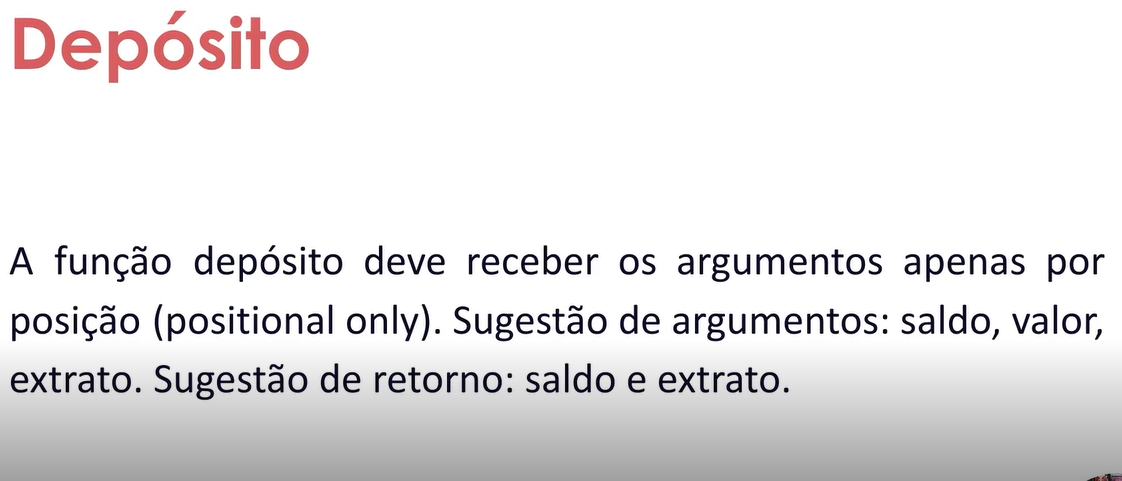 Depósito
A função depósito deve receber os argumentos apenas por
posição (positional only). Sugestão de argumentos: saldo, valor,
extrato. Sugestão de retorno: saldo e extrato.